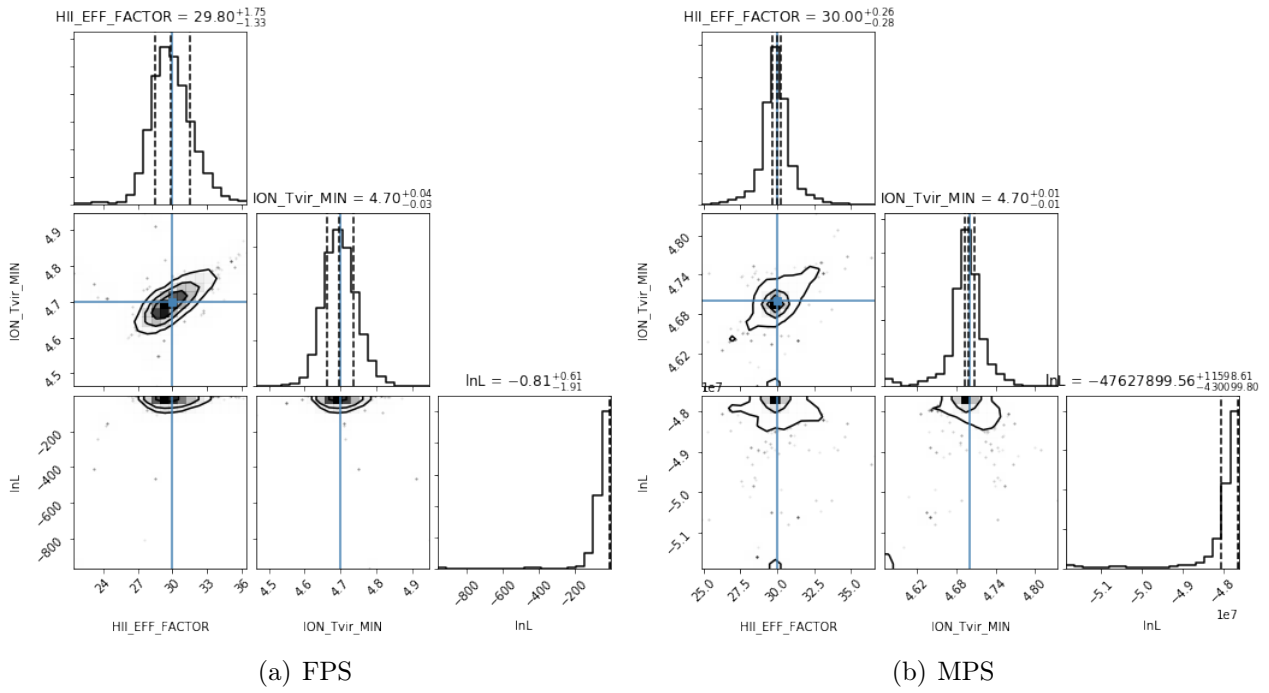 HII_EFF_FACTOR = 29.80+1.75−1.33
ION_Tvir_MIN = 4.70+0.04−0.03
lnL = −0.81+0.61−1.91
ION_Tvir_MIN
4.9
4.8
4.7
4.6
4.5
lnL
−200
−400
−600
−800
24 27 30 33 36
4.5 4.6 4.7 4.8 4.9
−800 −600 −400 −200
HII_EFF_FACTOR ION_Tvir_MIN lnL
(a) FPS
HII_EFF_FACTOR = 30.00+0.26−0.28
ION_Tvir_MIN = 4.70+0.01−0.01
lnL = −47627899.56+11598.61−430099.80
ION_Tvir_MIN
4.80
4.74
4.68
4.62
1e7
lnL
−4.8
−4.9
−5.0
−5.1
25.0 27.5 30.0 32.5 35.0
4.62 4.68 4.74 4.80
−5.1 −5.0 −4.9 −4.8
1e7
HII_EFF_FACTOR ION_Tvir_MIN lnL
(b) MPS